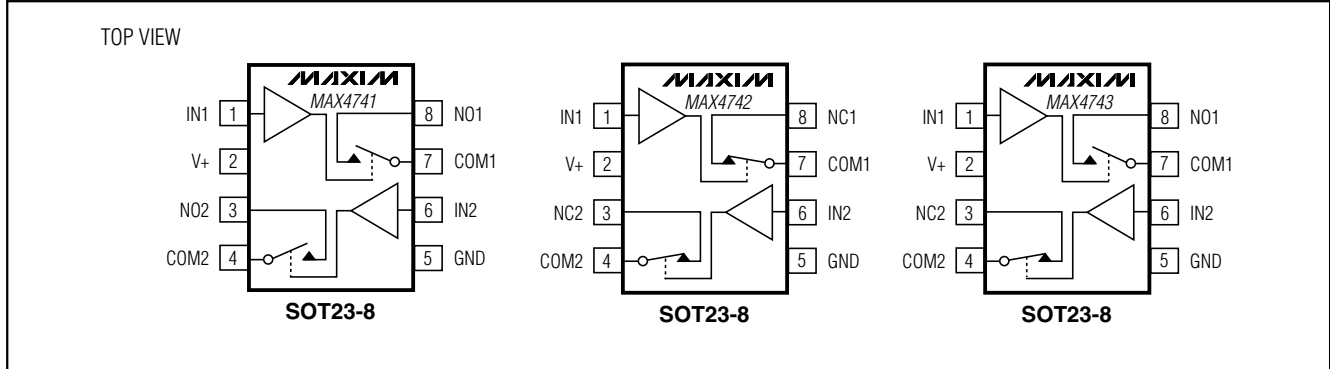 TOP VIEW
MAXIM
MAX4741
IN1 1
8 NO1
V+ 2
7 COM1
NO2 3
6 IN2
COM2 4
5 GND
SOT23-8
MAXIM
MAX4742
IN1 1
8 NC1
V+ 2
7 COM1
NC2 3
6 IN2
COM2 4
5 GND
SOT23-8
MAXIM
MAX4743
IN1 1
8 NO1
V+ 2
7 COM1
NC2 3
6 IN2
COM2 4
5 GND
SOT23-8